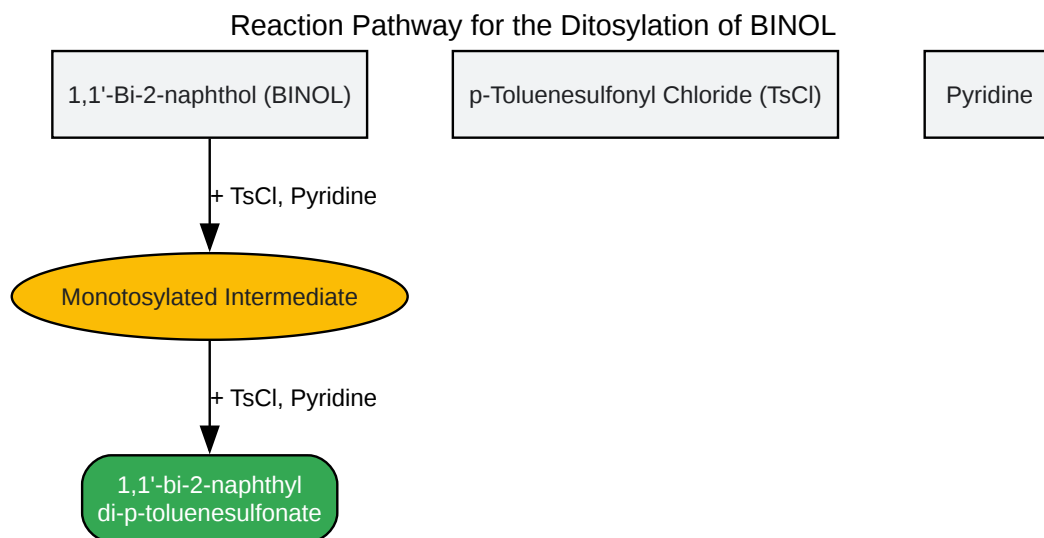 Reaction Pathway for the Ditosylation of BINOL
1,1'-Bi-2-naphthol (BINOL)
p-Toluenesulfonyl Chloride (TsCl)
Pyridine
+ TsCl, Pyridine
Monotosylated Intermediate
+ TsCl, Pyridine
1,1'-bi-2-naphthyl
di-p-toluenesulfonate